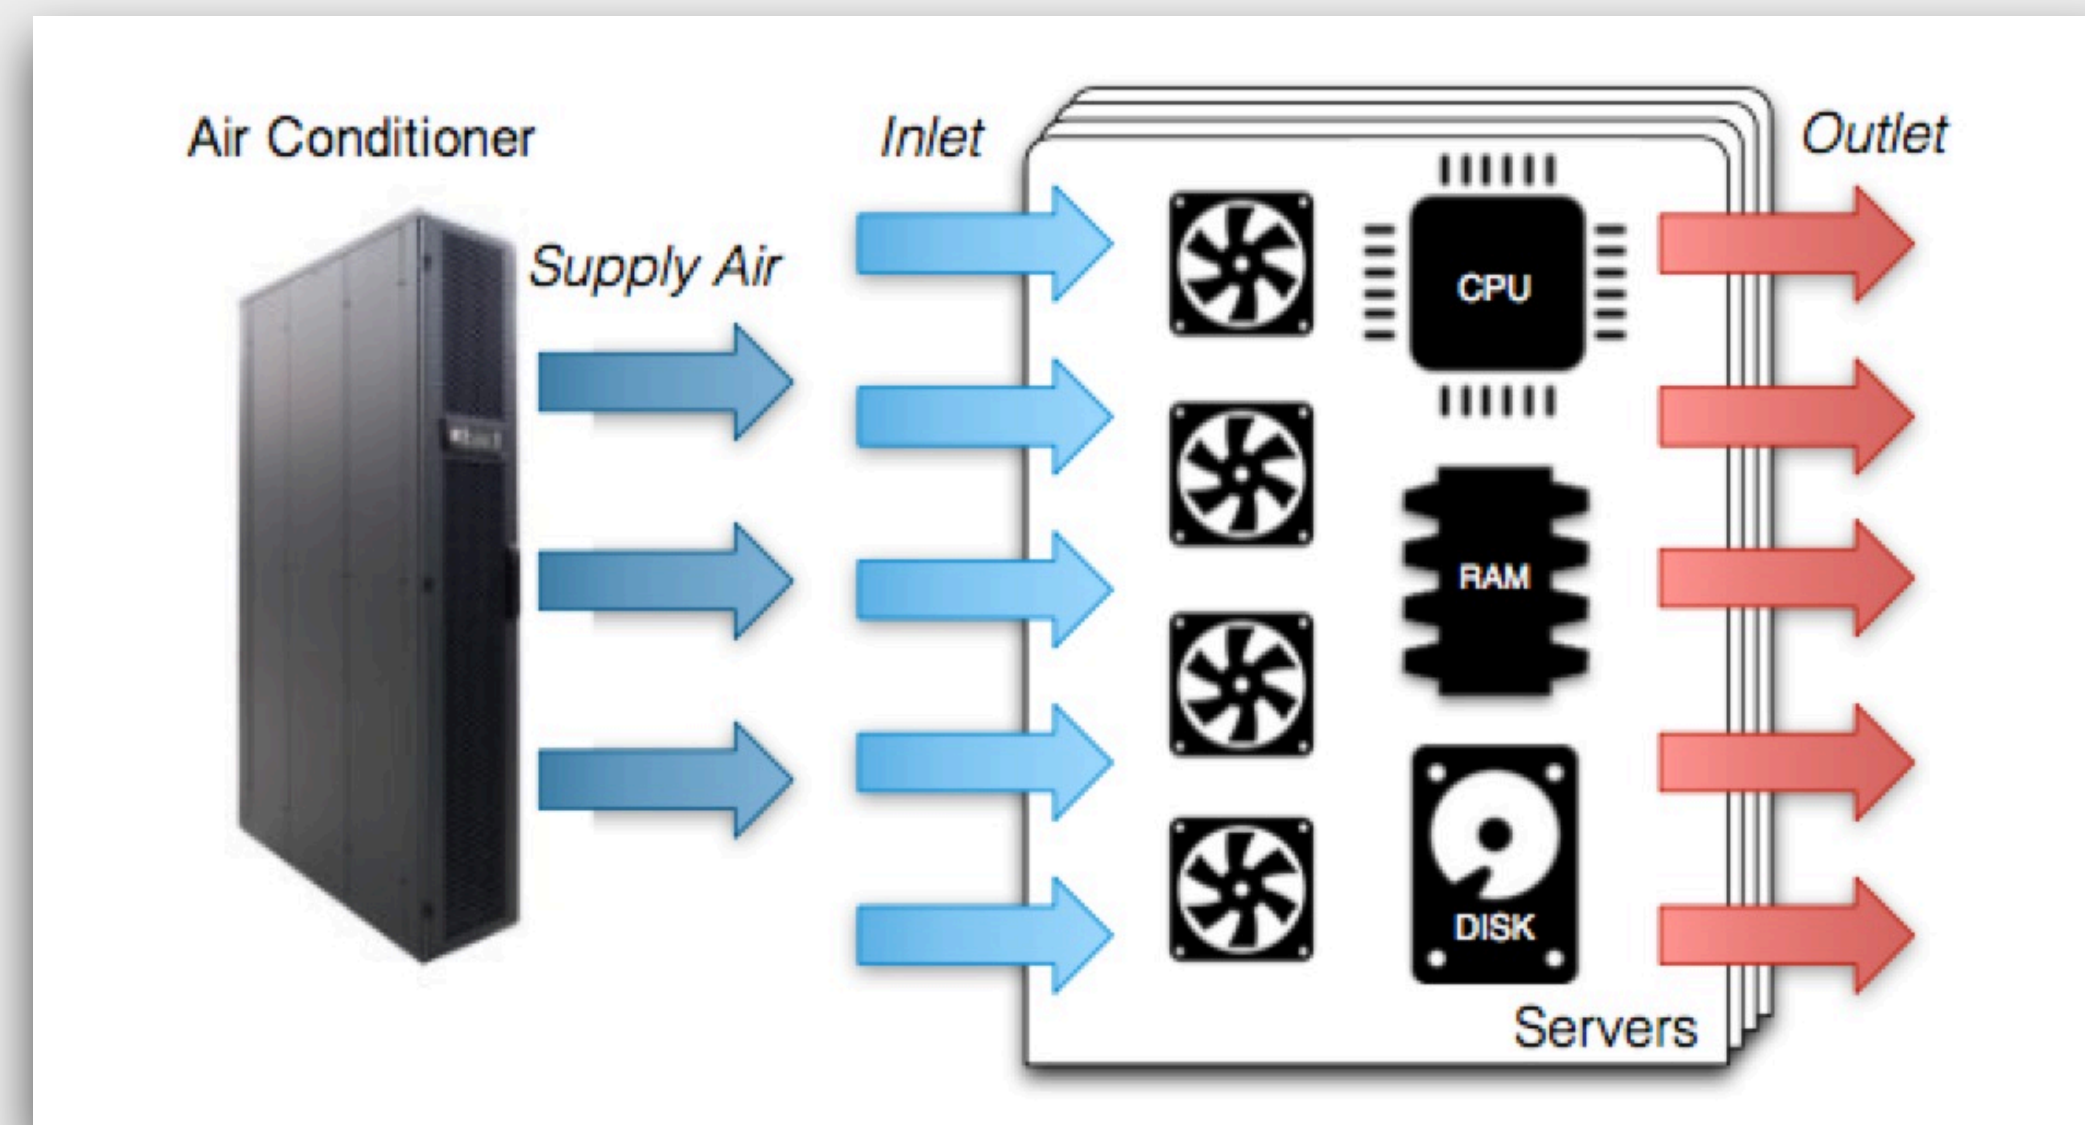 Air Conditioner
Supply Air
Inlet
Outlet
CPU
RAM
DISK
Servers